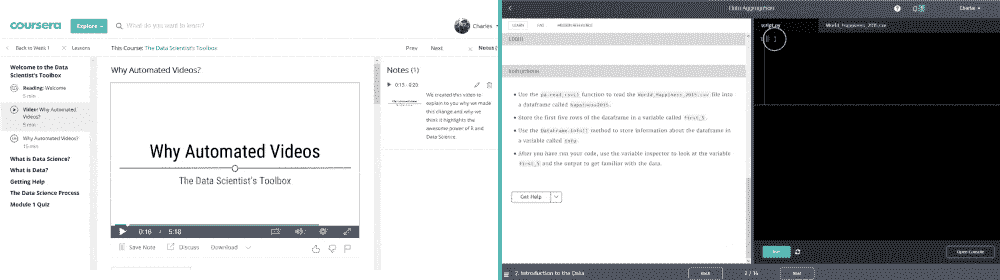 coursera
Explore
What do you want to learn?
Charles
Back to Week 1
Lessons
This Course: The Data Scientist's Toolbox
Prev
Next
Notes
Welcome to the Data
Scientist's Toolbox
Reading: Welcome
5 min
Video: Why Automated
Videos?
5 min
Why Automated Videos?
15 min
What is Data Science?
What is Data?
Getting Help
The Data Science Process
Module 1 Quiz
Why Automated Videos?
Why Automated Videos
The Data Scientist's Toolbox
0:16 / 5:18
Save Note
Discuss
Download
Notes (1)
We created this video to
explain to you why we made
this change and why we
think it highlights the
awesome power of R and
Data Science.
Data Aggregation
Charles
LEARN
script.py
World_Happiness_2015.csv
1
Use the pd.read_csv() function to read the World_Happiness_2015.csv file into
a dataframe called happiness2015.
Store the first five rows of the dataframe in a variable called first_5.
Use the DataFrame.info() method to store information about the dataframe in
a variable called info.
After you have run your code, use the variable inspector to look at the variable
first_5 and the output to get familiar with the data.
Get Help
Open Console
2. Introduction to the Data
Back
2 / 14
Next